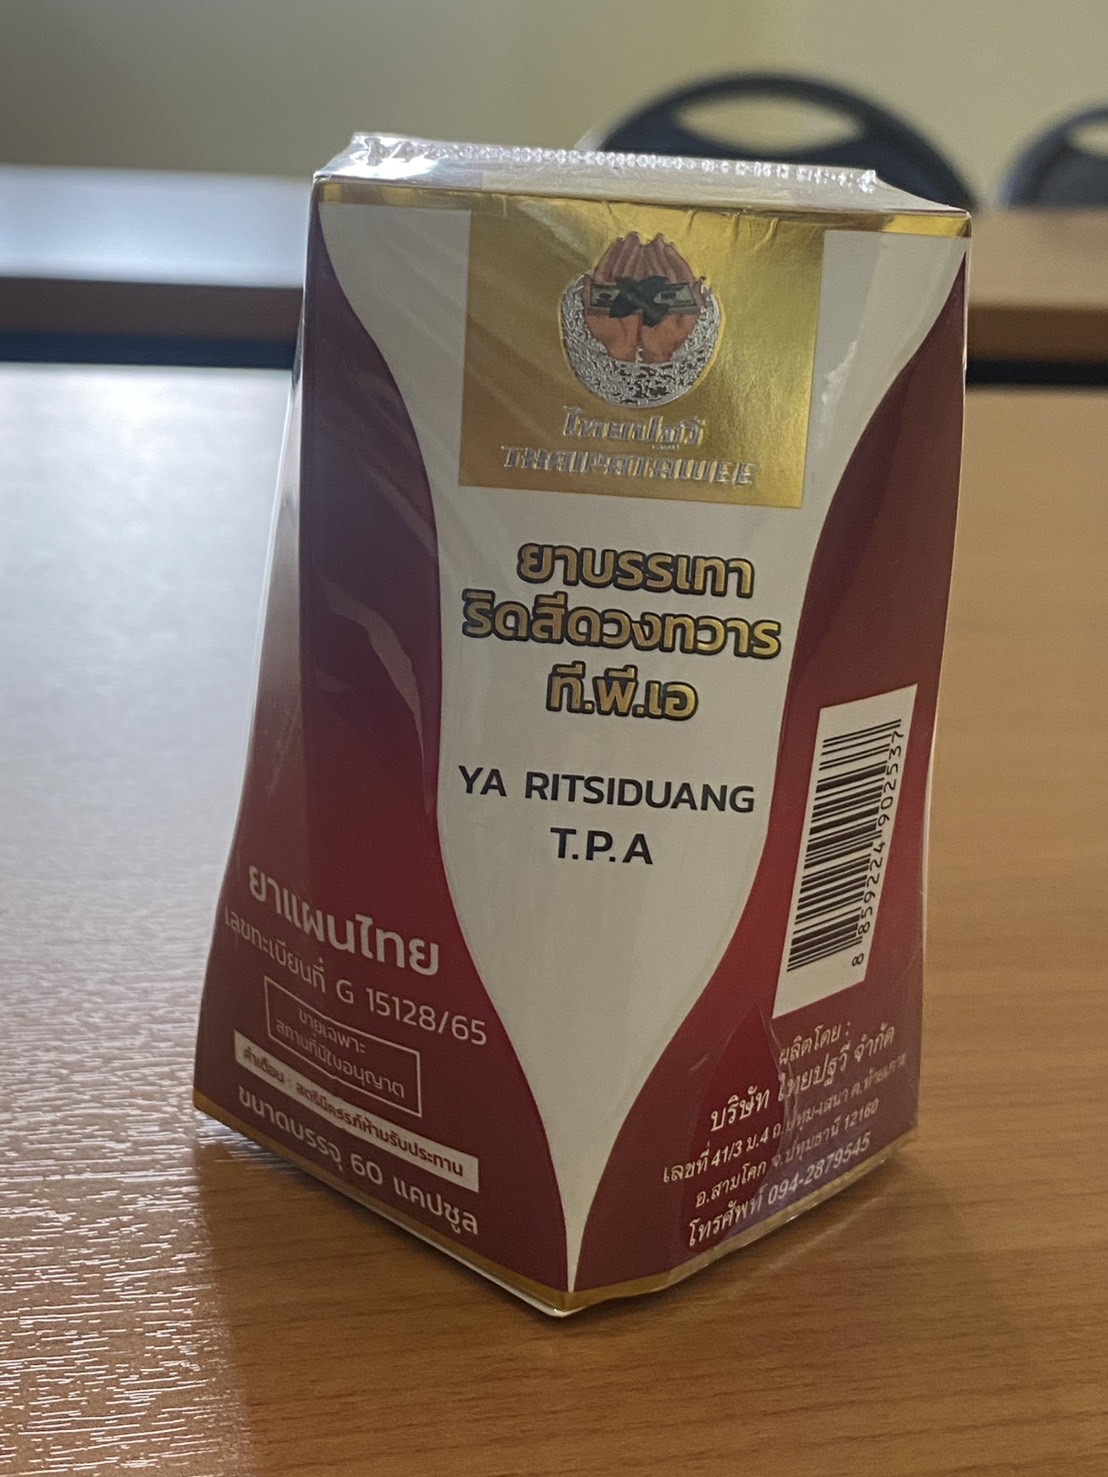 ไทยปฐวี
THAIPATAWEE
ยาบรรเทา
ริดสีดวงทวาร
ที.พี.เอ
YA RITSIDUANG
T.P.A
ยาแผนไทย
เลขทะเบียนที่ G 15128/65
ขายเฉพาะ
สถานที่มีใบอนุญาต
คำเตือน : สตรีมีครรภ์ห้ามรับประทาน
ขนาดบรรจุ 60 แคปซูล
8 859224 902537
ผลิตโดย :
บริษัท ไทยปฐวี จำกัด
เลขที่ 41/3 ม.4 ถ.ปทุม-เสนา ต.ท้ายเกาะ
อ.สามโคก จ.ปทุมธานี 12160
โทรศัพท์ 094-2879545